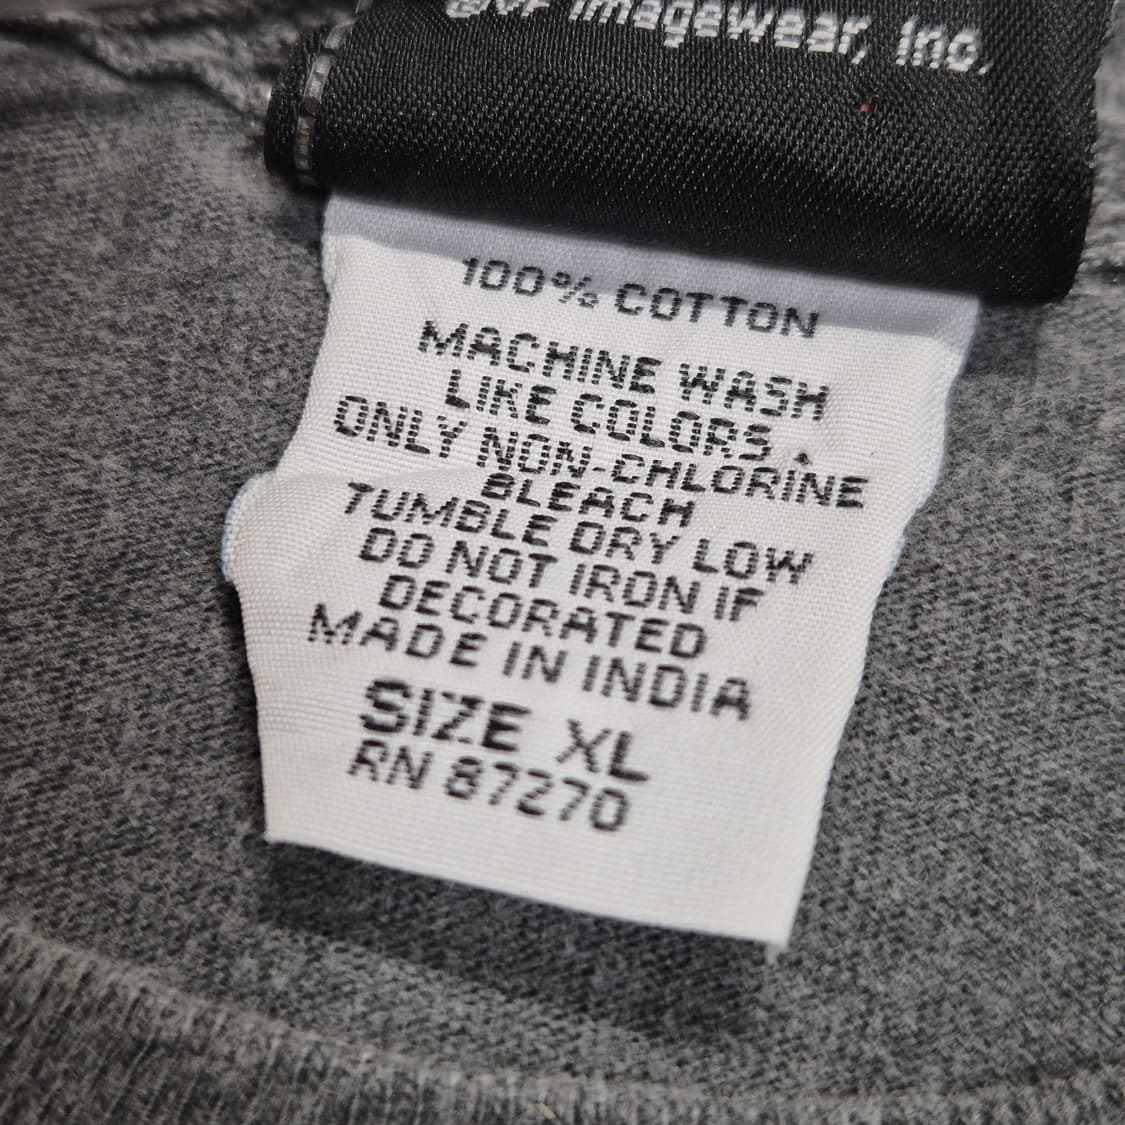 ©VF Imagewear, Inc.
100% COTTON
MACHINE WASH
LIKE COLORS.
ONLY NON-CHLORINE
BLEACH
TUMBLE DRY LOW
DO NOT IRON IF
DECORATED
MADE IN INDIA
SIZE XL
RN 87270